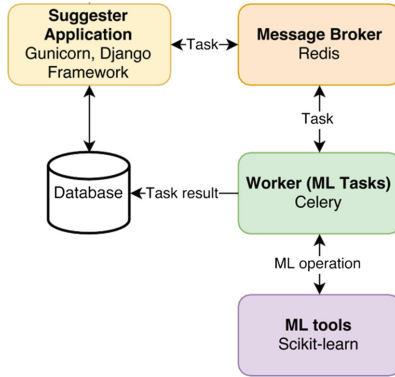 Suggester
Application
Gunicorn, Django
Framework
Task
Message Broker
Redis
Task
Database
Task result
Worker (ML Tasks)
Celery
ML operation
ML tools
Scikit-learn